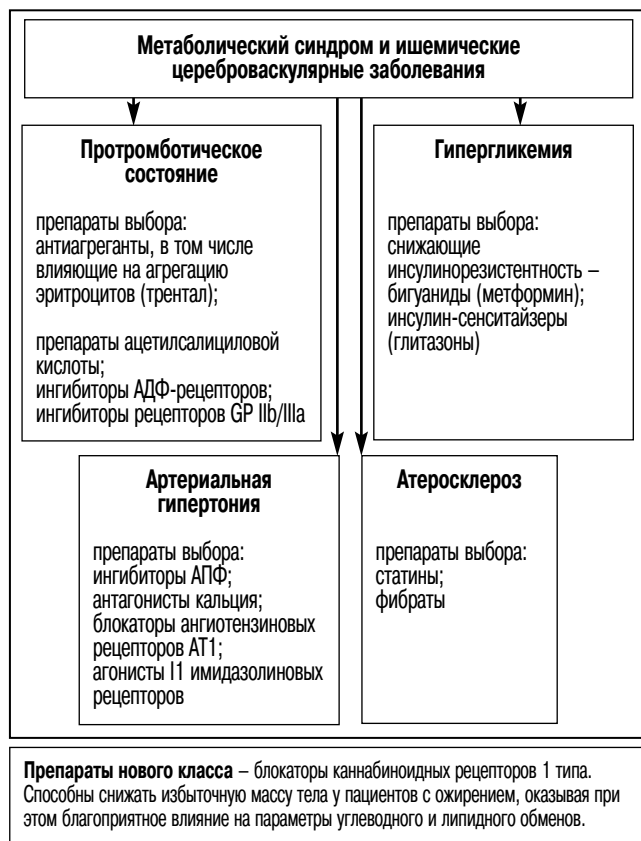 Метаболический синдром и ишемические
цереброваскулярные заболевания
Протромботическое
состояние
препараты выбора:
антиагреганты, в том числе
влияющие на агрегацию
эритроцитов (трентал);
препараты ацетилсалициловой
кислоты;
ингибиторы АДФ-рецепторов;
ингибиторы рецепторов GP IIb/IIIa
Гипергликемия
препараты выбора:
снижающие
инсулинорезистентность –
бигуаниды (метформин);
инсулин-сенситайзеры
(глитазоны)
Артериальная
гипертония
препараты выбора:
ингибиторы АПФ;
антагонисты кальция;
блокаторы ангиотензиновых
рецепторов АТ1;
агонисты I1 имидазолиновых
рецепторов
Атеросклероз
препараты выбора:
статины;
фибраты
Препараты нового класса – блокаторы каннабиноидных рецепторов 1 типа.
Способны снижать избыточную массу тела у пациентов с ожирением, оказывая при
этом благоприятное влияние на параметры углеводного и липидного обменов.